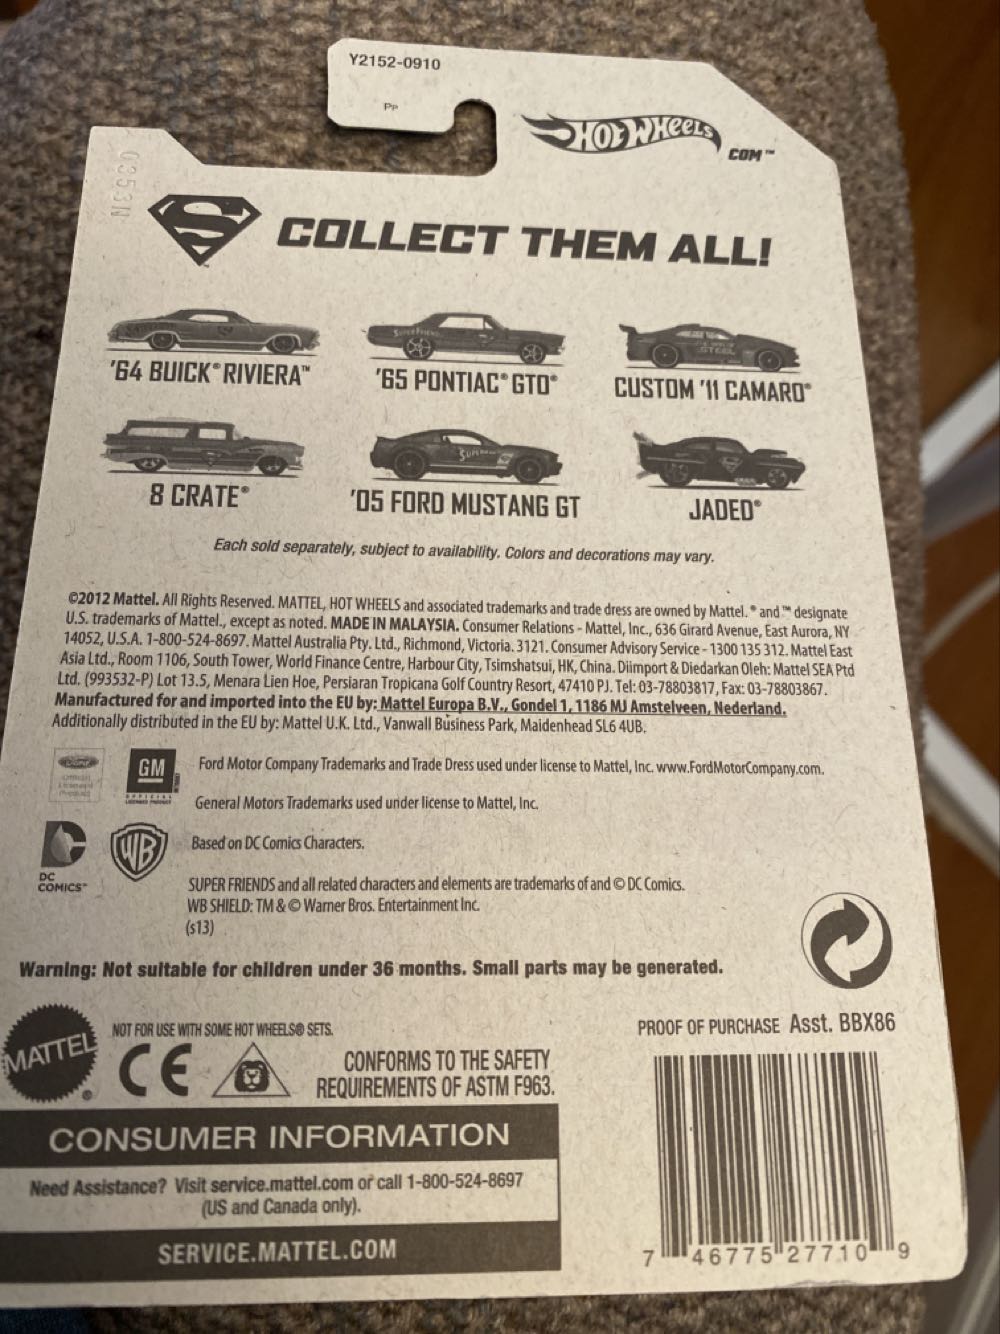 Y2152-0910
PP
0353N
HOT WHEELS
COM™
S
COLLECT THEM ALL!
'64 BUICK® RIVIERA™
'65 PONTIAC® GTO®
CUSTOM '11 CAMARO®
8 CRATE®
'05 FORD MUSTANG GT
JADED®
Each sold separately, subject to availability. Colors and decorations may vary.
©2012 Mattel. All Rights Reserved. MATTEL, HOT WHEELS and associated trademarks and trade dress are owned by Mattel. ® and ™ designate
U.S. trademarks of Mattel., except as noted. MADE IN MALAYSIA. Consumer Relations - Mattel, Inc., 636 Girard Avenue, East Aurora, NY
14052, U.S.A. 1-800-524-8697. Mattel Australia Pty. Ltd., Richmond, Victoria. 3121. Consumer Advisory Service - 1300 135 312. Mattel East
Asia Ltd., Room 1106, South Tower, World Finance Centre, Harbour City, Tsimshatsui, HK, China. Diimport & Diedarkan Oleh: Mattel SEA Ptd
Ltd. (993532-P) Lot 13.5, Menara Lien Hoe, Persiaran Tropicana Golf Country Resort, 47410 PJ. Tel: 03-78803817, Fax: 03-78803867.
Manufactured for and imported into the EU by: Mattel Europa B.V., Gondel 1, 1186 MJ Amstelveen, Nederland.
Additionally distributed in the EU by: Mattel U.K. Ltd., Vanwall Business Park, Maidenhead SL6 4UB.
Ford
Official
Licensed
Product
GM
OFFICIAL
LICENSED PRODUCT
Ford Motor Company Trademarks and Trade Dress used under license to Mattel, Inc. www.FordMotorCompany.com.
General Motors Trademarks used under license to Mattel, Inc.
DC
COMICS™
WB
Based on DC Comics Characters.
SUPER FRIENDS and all related characters and elements are trademarks of and © DC Comics.
WB SHIELD: TM & © Warner Bros. Entertainment Inc.
(s13)
Warning: Not suitable for children under 36 months. Small parts may be generated.
MATTEL®
NOT FOR USE WITH SOME HOT WHEELS® SETS.
CE
CONFORMS TO THE SAFETY
REQUIREMENTS OF ASTM F963.
PROOF OF PURCHASE Asst. BBX86
CONSUMER INFORMATION
Need Assistance? Visit service.mattel.com or call 1-800-524-8697
(US and Canada only).
SERVICE.MATTEL.COM
7 46775 27710 9